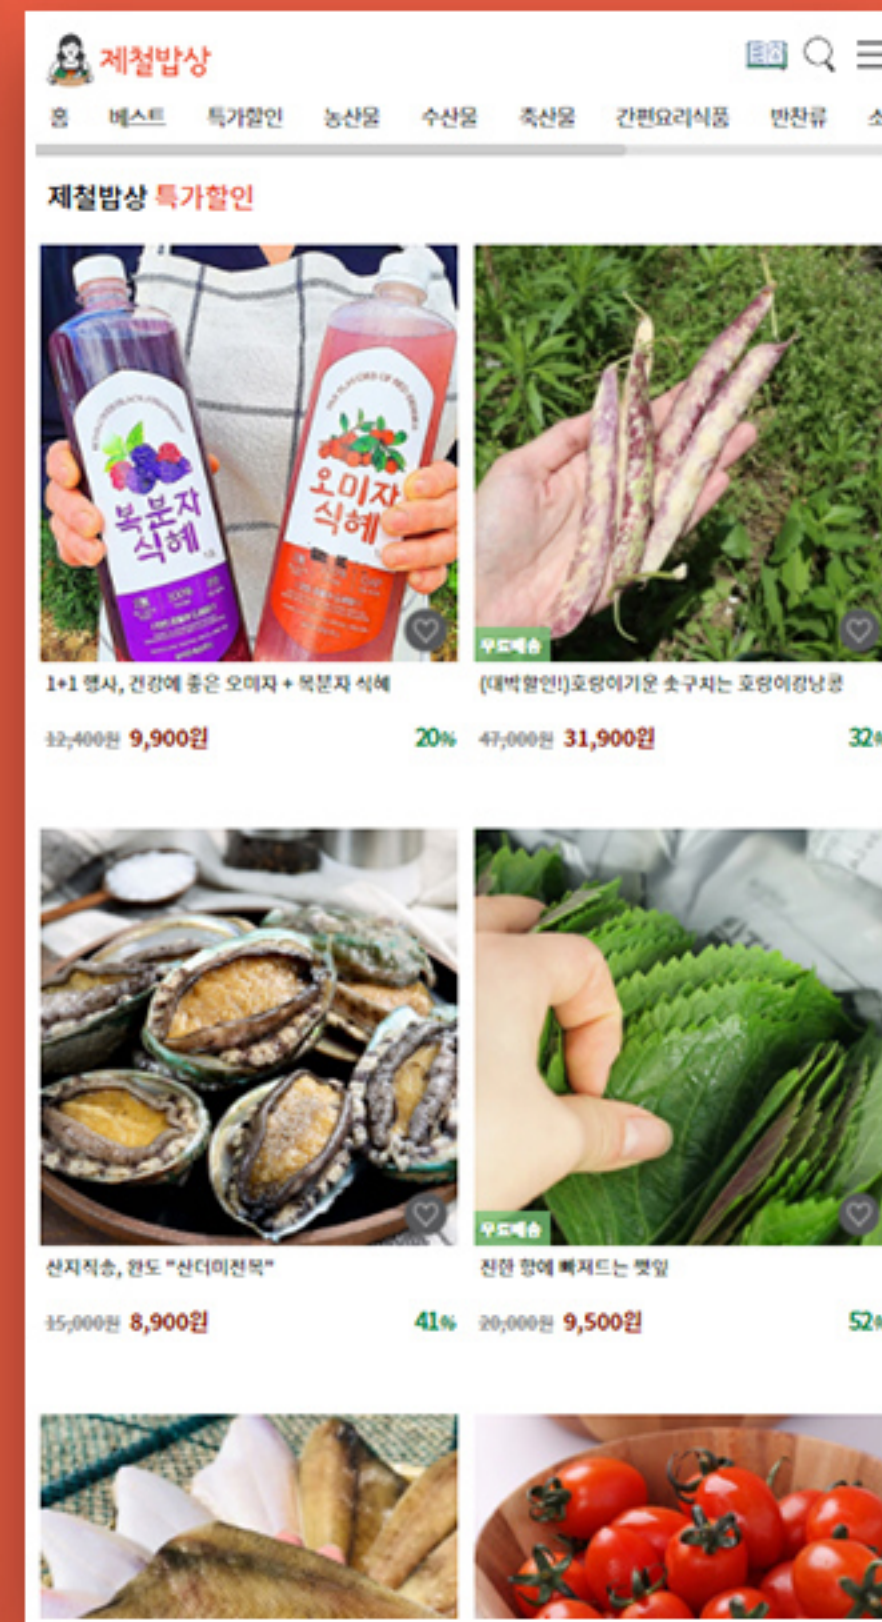 제철밥상
홈 베스트 특가할인 농산물 수산물 축산물 간편요리식품 반찬류 소
제철밥상 특가할인
복분자
식혜
오미자
식혜
무료배송
1+1 행사, 건강에 좋은 오미자 + 복분자 식혜
(대박할인!)호랑이기운 솟구치는 호랑이강낭콩
12,400원 9,900원 20%
47,000원 31,900원 32%
무료배송
산지직송, 완도 "산더미전복"
진한 향에 빠져드는 깻잎
15,000원 8,900원 41%
20,000원 9,500원 52%